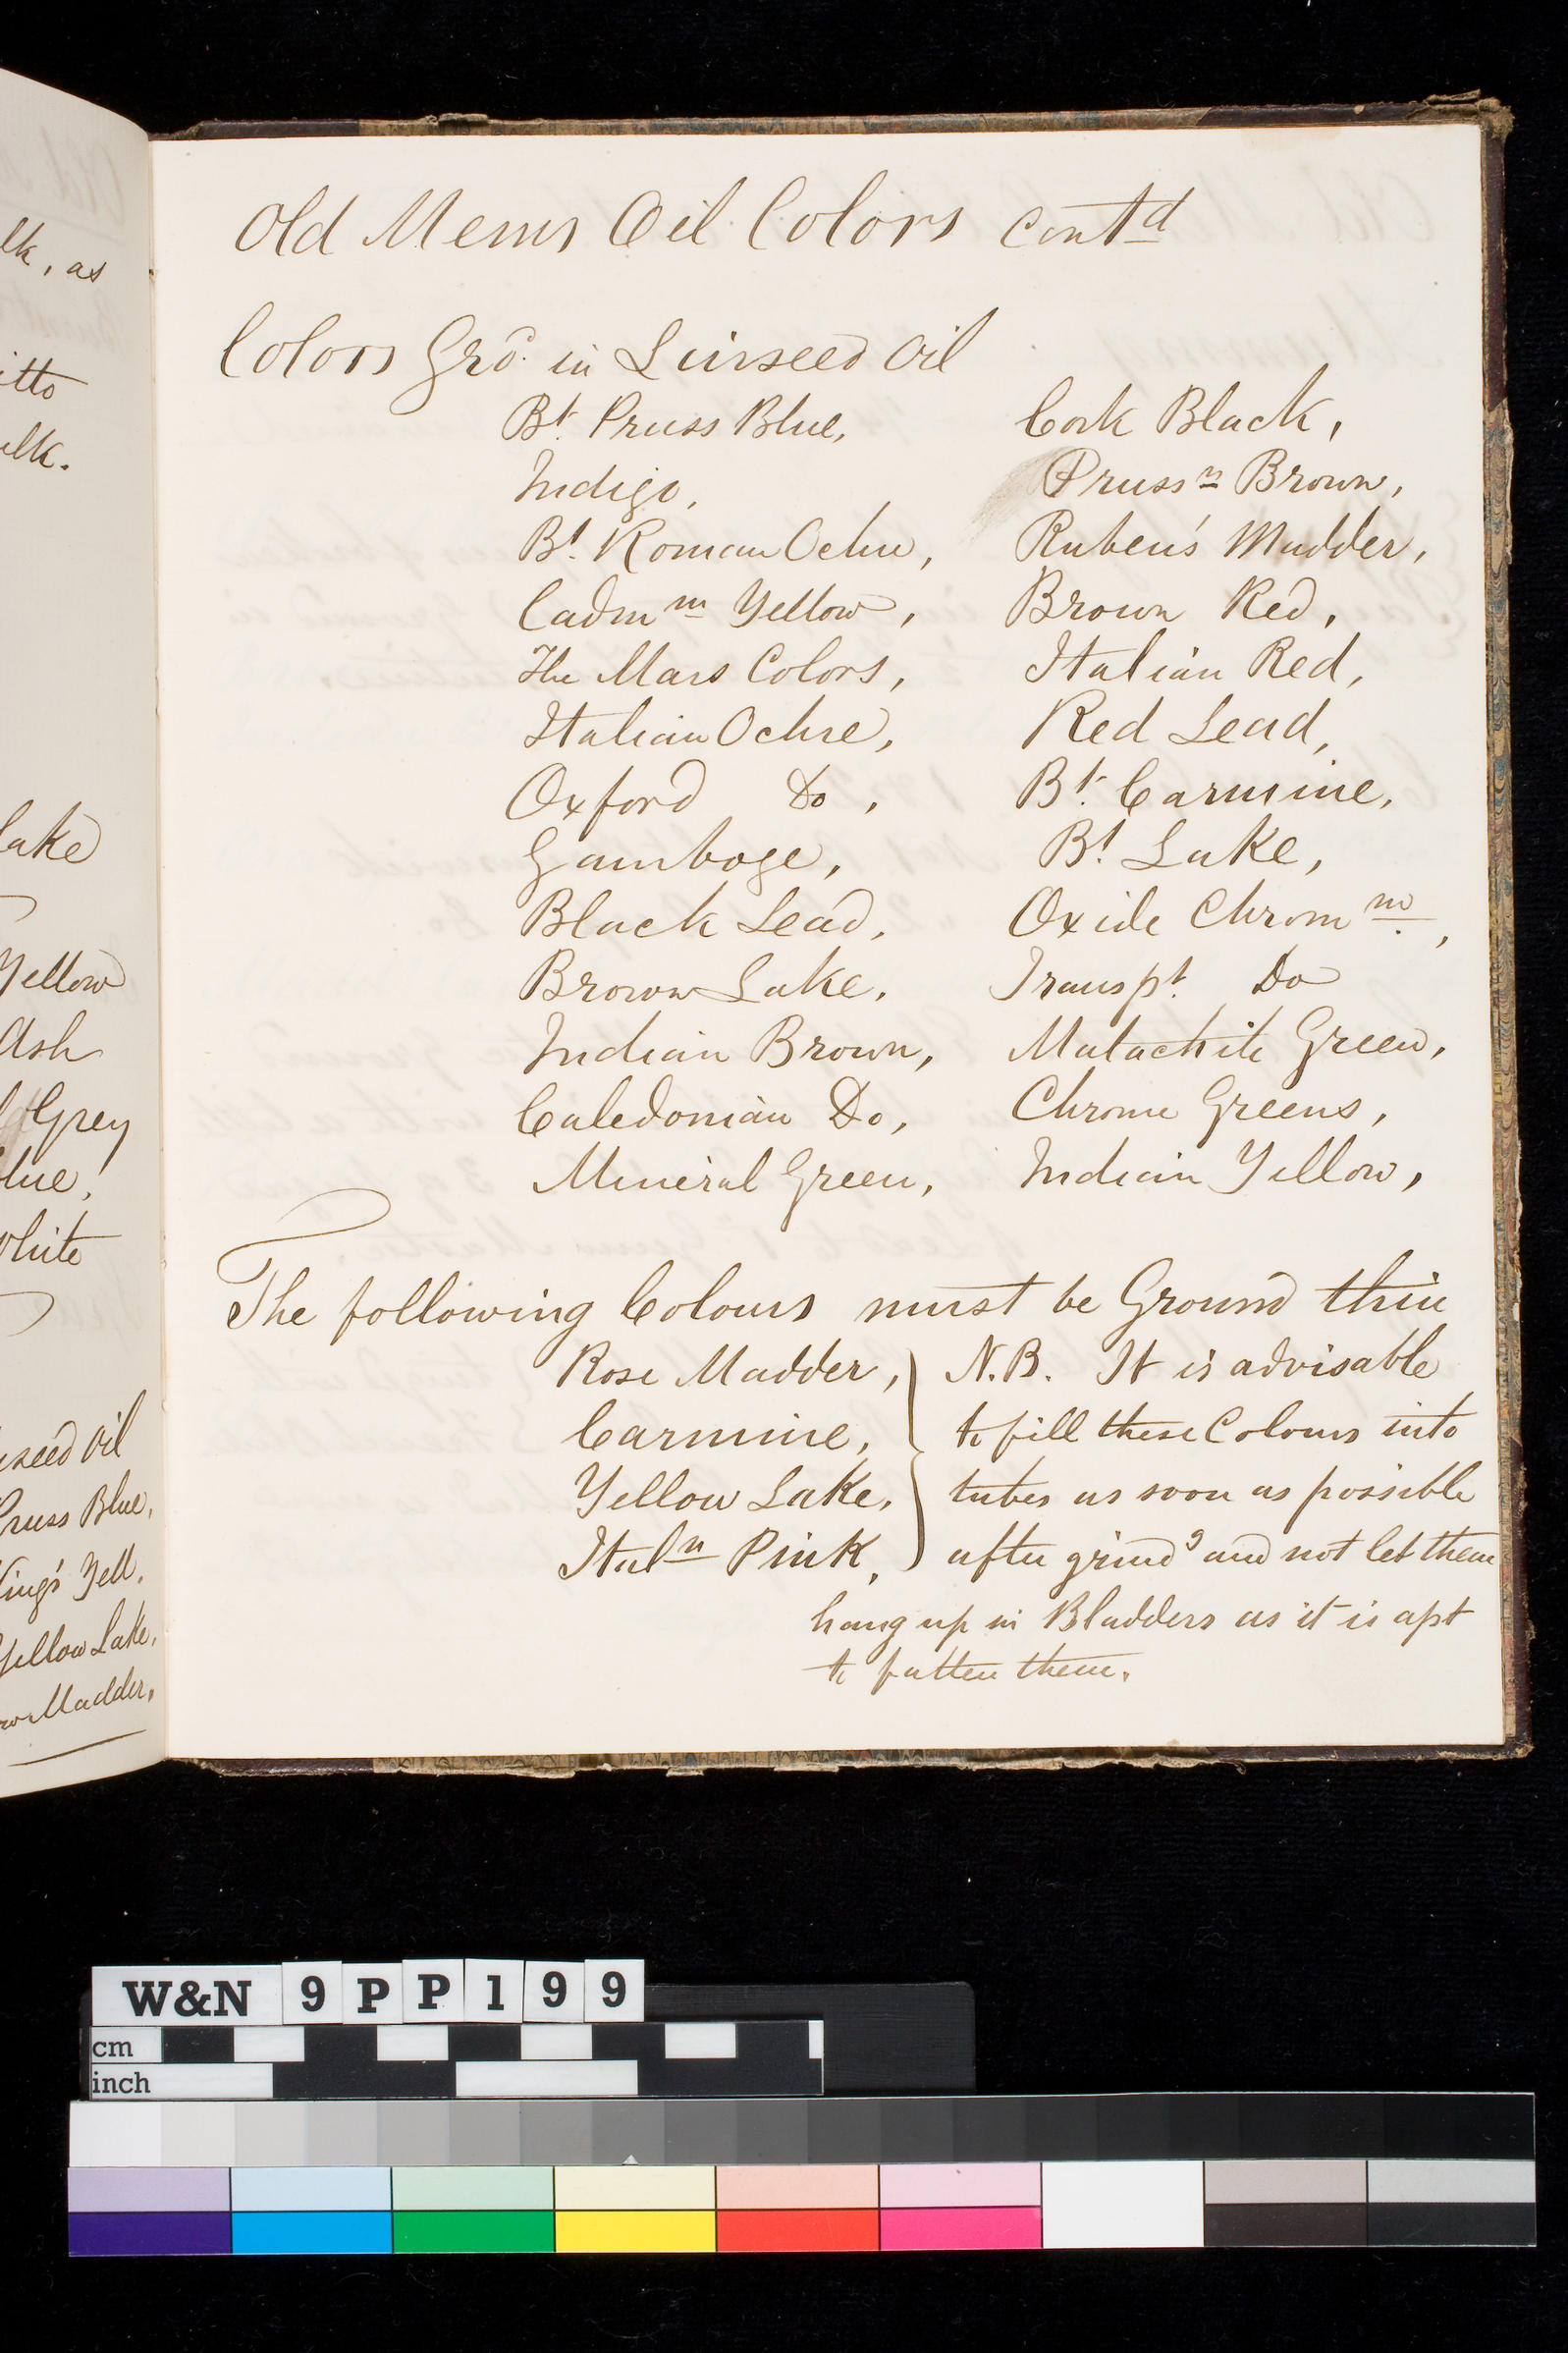 lk, as
itto
ulk.
Lake
Yellow
Ash
Grey
lue,
White
seed Oil
Pruss Blue,
King's Yell.
Yellow Lake,
Madder,
Old Mems Oil Colors Contd
Colors Grd. in Linseed Oil
Bt. Pruss Blue,
Indigo,
Bt. Roman Ochre,
Cadmm Yellow,
The Mars Colors,
Italian Ochre,
Oxford Do,
Gamboge,
Black Lead,
Brown Lake,
Indian Brown,
Caledonian Do,
Mineral Green,
Cork Black,
Prussn Brown,
Ruben's Madder,
Brown Red,
Italian Red,
Red Lead,
Bt. Carmine,
Bt. Lake,
Oxide Chromm.,
Transpt. Do
Malachite Green,
Chrome Greens,
Indian Yellow,
The following Colours must be Ground thin
Rose Madder,
Carmine,
Yellow Lake,
Italn Pink,
N.B. It is advisable
to fill these Colours into
tubes as soon as possible
after grindg and not let them
hang up in Bladders as it is apt
to fatten them.
W&N 9PP199
cm
inch